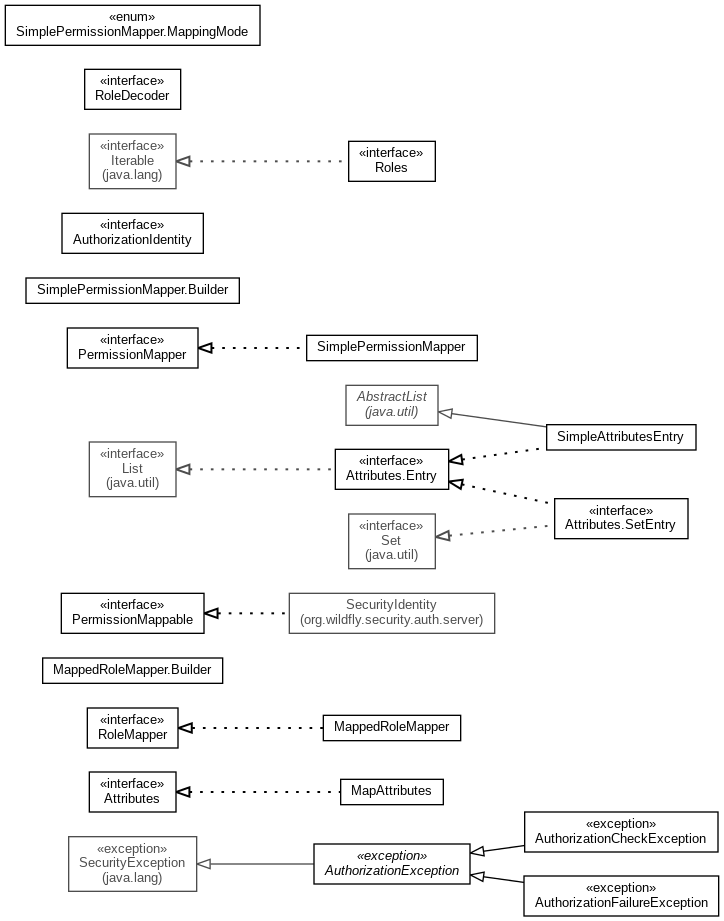 «enum»
SimplePermissionMapper.MappingMode
«interface»
RoleDecoder
«interface»
Iterable
(java.lang)
«interface»
Roles
«interface»
AuthorizationIdentity
SimplePermissionMapper.Builder
«interface»
PermissionMapper
SimplePermissionMapper
AbstractList
(java.util)
SimpleAttributesEntry
«interface»
List
(java.util)
«interface»
Attributes.Entry
«interface»
Attributes.SetEntry
«interface»
Set
(java.util)
«interface»
PermissionMappable
SecurityIdentity
(org.wildfly.security.auth.server)
MappedRoleMapper.Builder
«interface»
RoleMapper
MappedRoleMapper
«interface»
Attributes
MapAttributes
«exception»
SecurityException
(java.lang)
«exception»
AuthorizationException
«exception»
AuthorizationCheckException
«exception»
AuthorizationFailureException